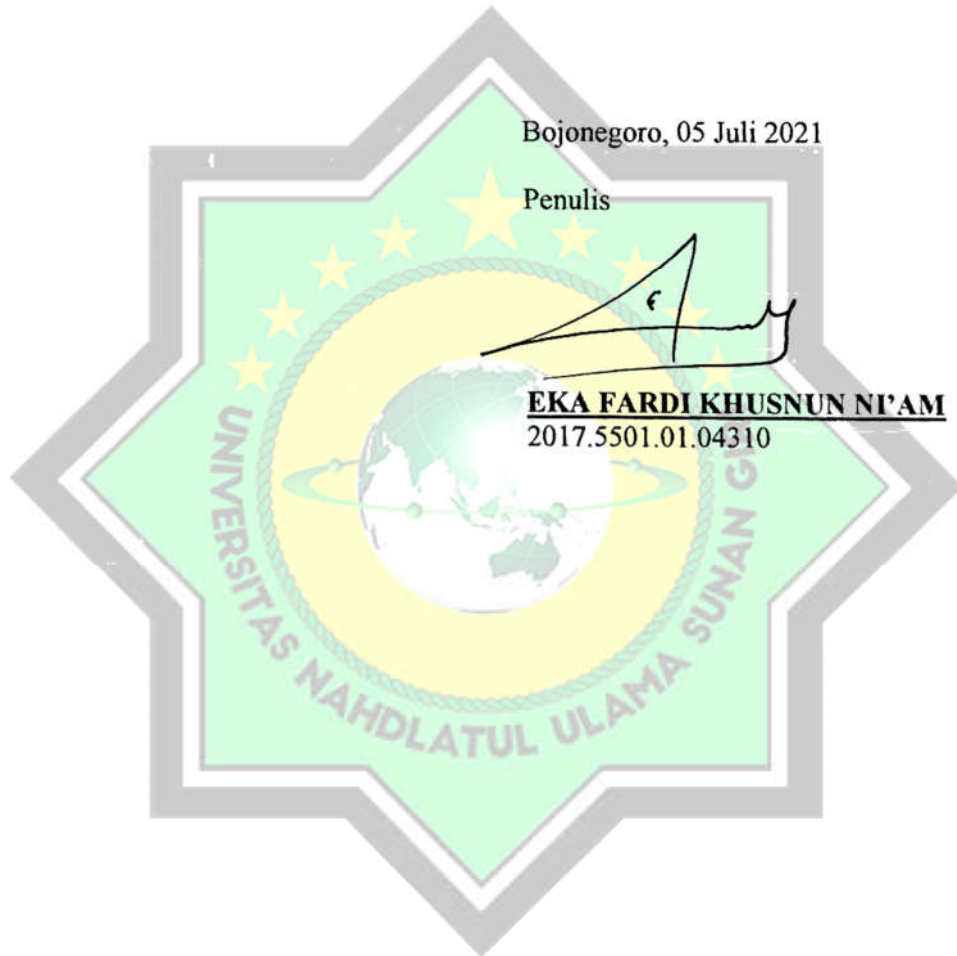 Bojonegoro, 05 Juli 2021
Penulis
EKA FARDI KHUSNUN NI'AM
2017.5501.01.04310
UNIVERSITAS NAHDLATUL ULAMA SUNAN